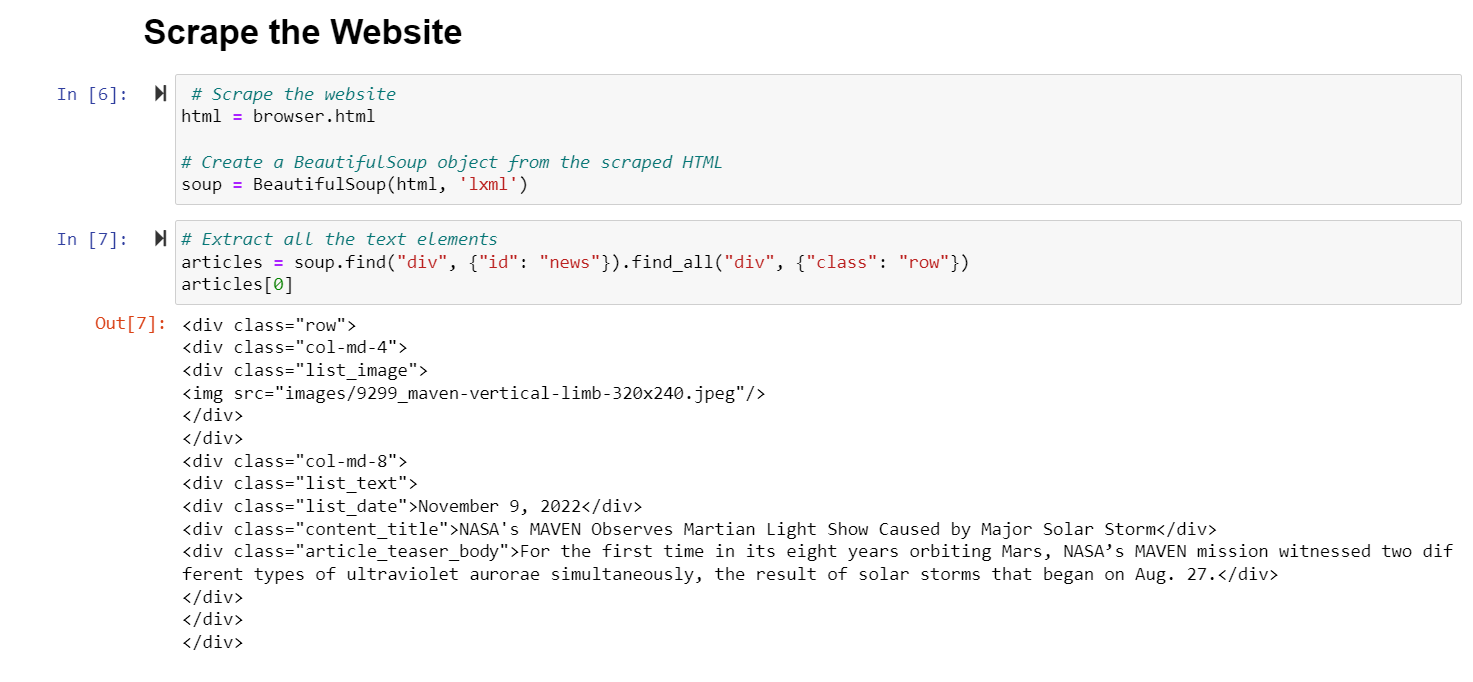 Scrape the Website
In [6]:
# Scrape the website
html = browser.html
# Create a BeautifulSoup object from the scraped HTML
soup = BeautifulSoup(html, 'lxml')
In [7]:
# Extract all the text elements
articles = soup.find("div", {"id": "news"}).find_all("div", {"class": "row"})
articles[0]
Out[7]:
<div class="row">
<div class="col-md-4">
<div class="list_image">
<img src="images/9299_maven-vertical-limb-320x240.jpeg"/>
</div>
</div>
<div class="col-md-8">
<div class="list_text">
<div class="list_date">November 9, 2022</div>
<div class="content_title">NASA's MAVEN Observes Martian Light Show Caused by Major Solar Storm</div>
<div class="article_teaser_body">For the first time in its eight years orbiting Mars, NASA’s MAVEN mission witnessed two dif
ferent types of ultraviolet aurorae simultaneously, the result of solar storms that began on Aug. 27.</div>
</div>
</div>
</div>